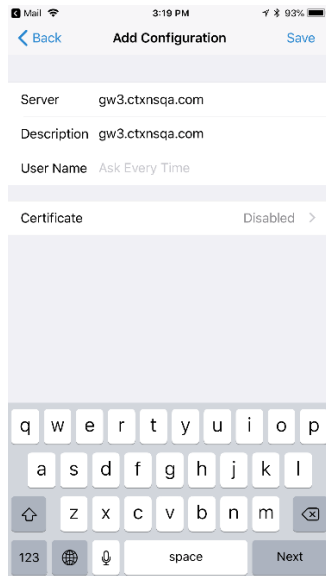 Mail 3:19 PM 93%
Back Add Configuration Save
Server gw3.ctxnsqa.com
Description gw3.ctxnsqa.com
User Name Ask Every Time
Certificate Disabled
q w e r t y u i o p
a s d f g h j k l
z x c v b n m
123 space Next